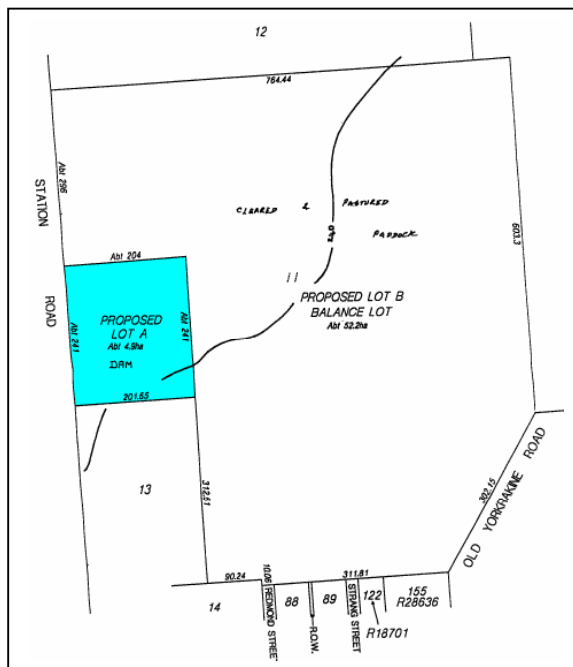 12
764.44
Abt 296
STATION
ROAD
CLEARED & PASTURED
PADDOCK
240
603.3
Abt 204
11
PROPOSED
LOT A
Abt 4.9ha
DAM
Abt 241
Abt 241
PROPOSED LOT B
BALANCE LOT
Abt 52.2ha
201.65
13
312.51
302.15
OLD YORKRAKINE ROAD
90.24
10.06
311.81
14
REDMOND STREET
88
R.O.W.
89
STRANG STREET
122
R18701
155
R28636